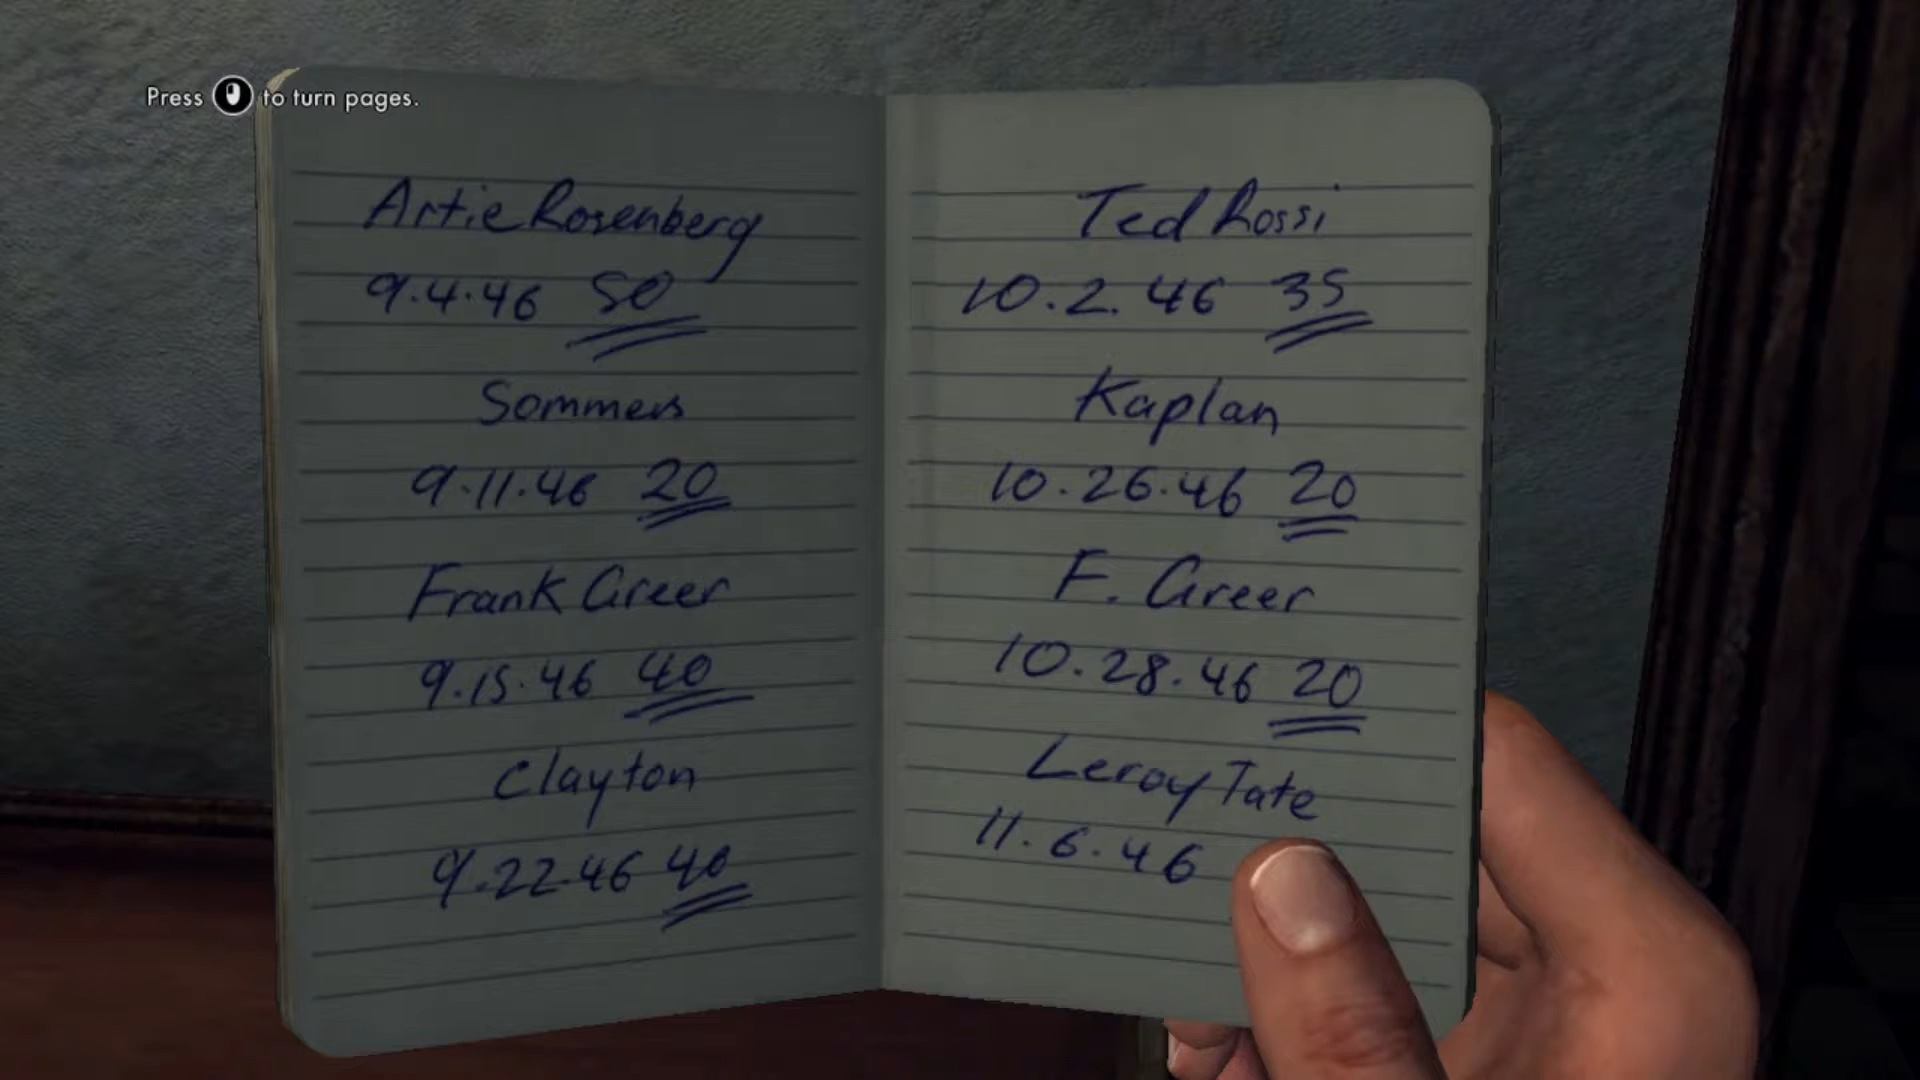 Press to turn pages.
Artie Rosenberg
9.4.46 50
Sommers
9.11.46 20
Frank Greer
9.15.46 40
Clayton
9.22.46 40
Ted Rossi
10.2.46 35
Kaplan
10.26.46 20
F. Greer
10.28.46 20
Leroy Tate
11.6.46